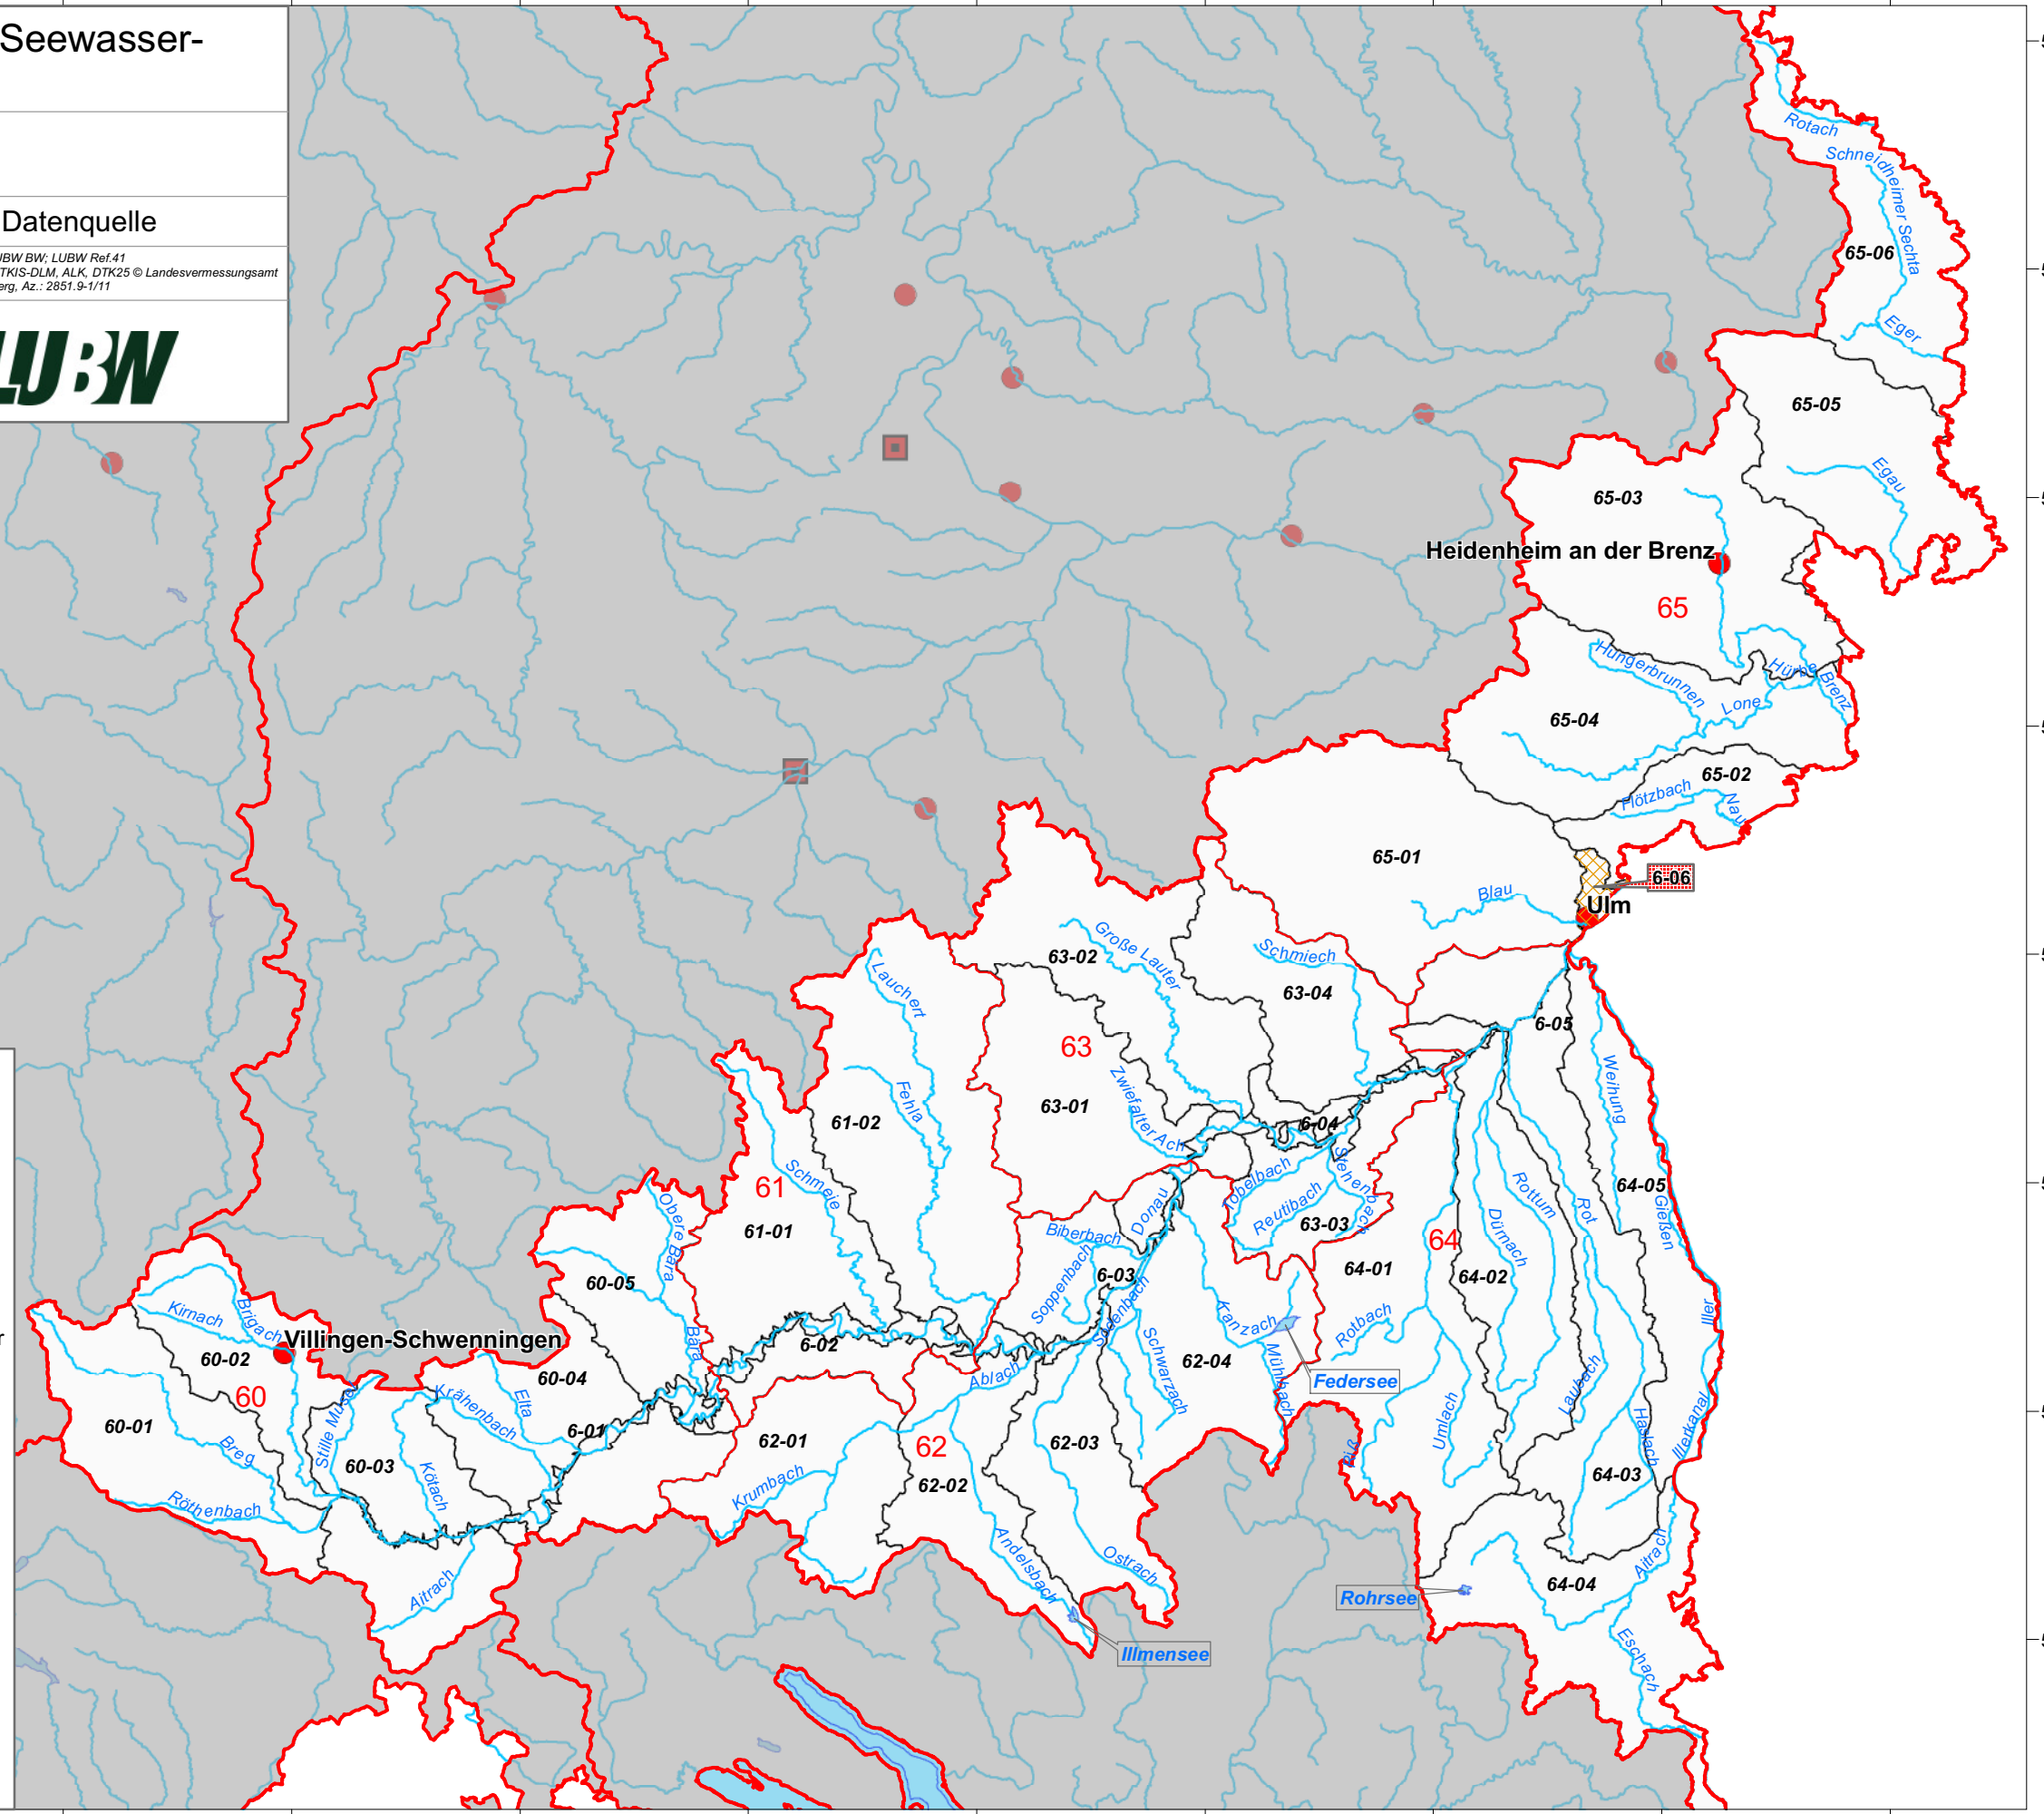 Seewasser-
Datenquelle
UBW BW; LUBW Ref.41
TKIS-DLM, ALK, DTK25 © Landesvermessungsamt
erg, Az.: 2851.9-1/11
LUBW
Rotach
Schneidheimer Sechta
65-06
Eger
65-05
Egau
65-03
Heidenheim an der Brenz
65
Hungerbrunnen
Hürbe
Brenz
Lone
65-04
65-02
Flötzbach
Nau
65-01
6-06
Blau
Ulm
Große Lauter
63-02
Schmiech
Lauchert
63-04
6-05
63
Weihung
Zwiefalter Ach
Fehla
63-01
61-02
6-04
Schmeie
Stehenbach
Tobelbach
61
Rottum
64-05
Rot
Obere Bära
Donau
Reutibach
63-03
Gießen
61-01
Biberbach
Dürnach
64
64-01
64-02
60-05
6-03
Soppenbach
Sodenbach
Kirnach
Brigach
Kanzach
Iller
Rotbach
Villingen-Schwenningen
Bära
6-02
Schwarzach
60-02
62-04
Mühlbach
Federsee
60-04
Ablach
60
Krähenbach
Elta
Laubach
Stille Musel
60-01
6-01
Umlach
Haslach
Illerkanal
62-01
62
62-03
Breg
Riß
60-03
Kötach
Krumbach
62-02
64-03
Röthenbach
Andelsbach
Ostrach
Aitrach
Aitrach
64-04
Rohrsee
Illmensee
Eschach